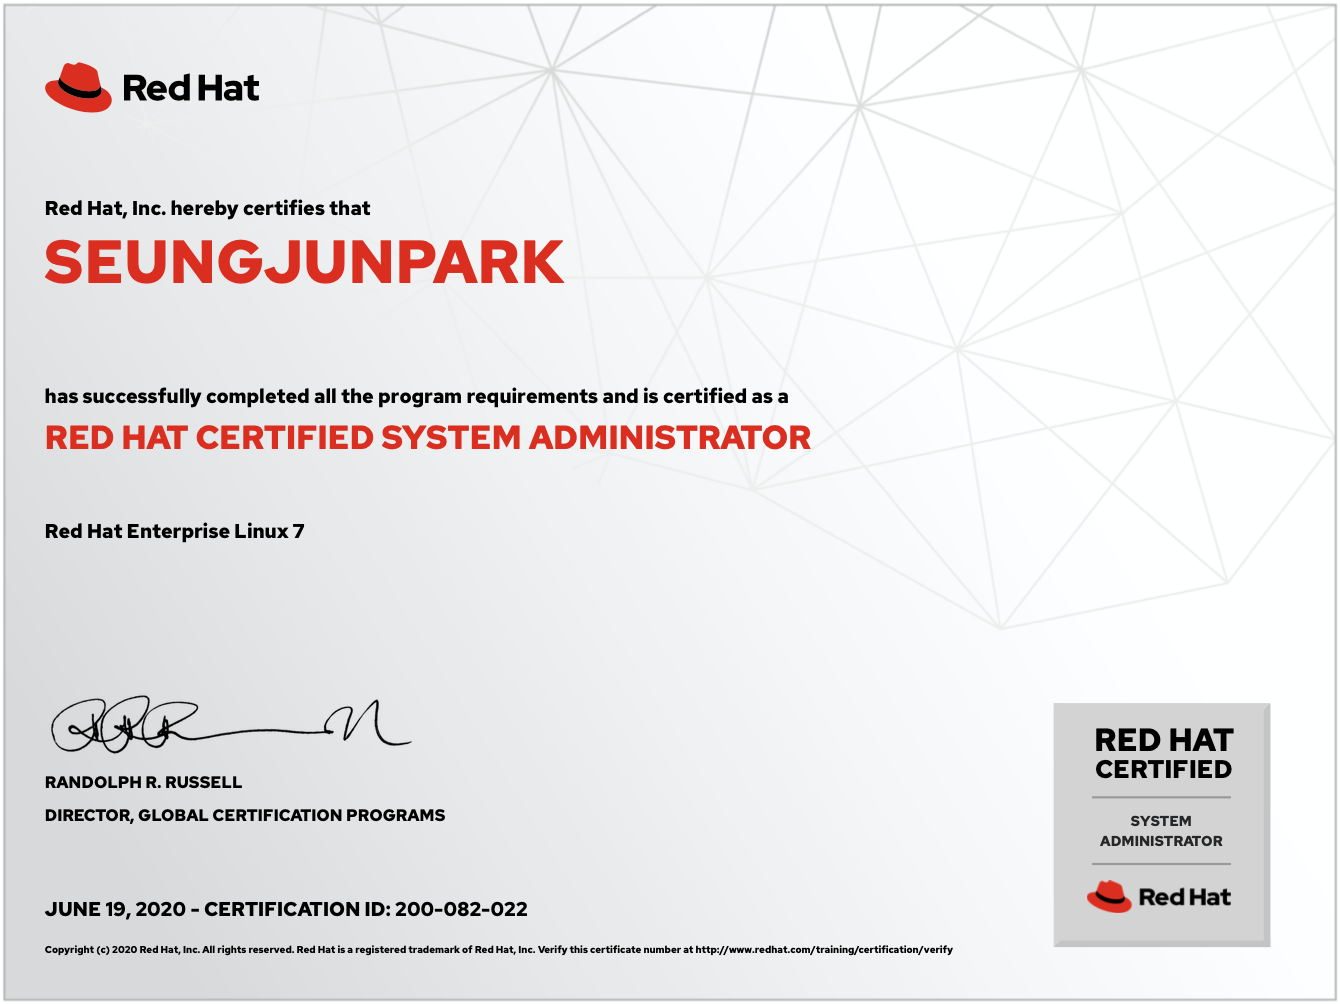 Red Hat
Red Hat, Inc. hereby certifies that
SEUNGJUNPARK
has successfully completed all the program requirements and is certified as a
RED HAT CERTIFIED SYSTEM ADMINISTRATOR
Red Hat Enterprise Linux 7
RANDOLPH R. RUSSELL
DIRECTOR, GLOBAL CERTIFICATION PROGRAMS
JUNE 19, 2020 - CERTIFICATION ID: 200-082-022
Copyright (c) 2020 Red Hat, Inc. All rights reserved. Red Hat is a registered trademark of Red Hat, Inc. Verify this certificate number at http://www.redhat.com/training/certification/verify
RED HAT
CERTIFIED
SYSTEM
ADMINISTRATOR
Red Hat